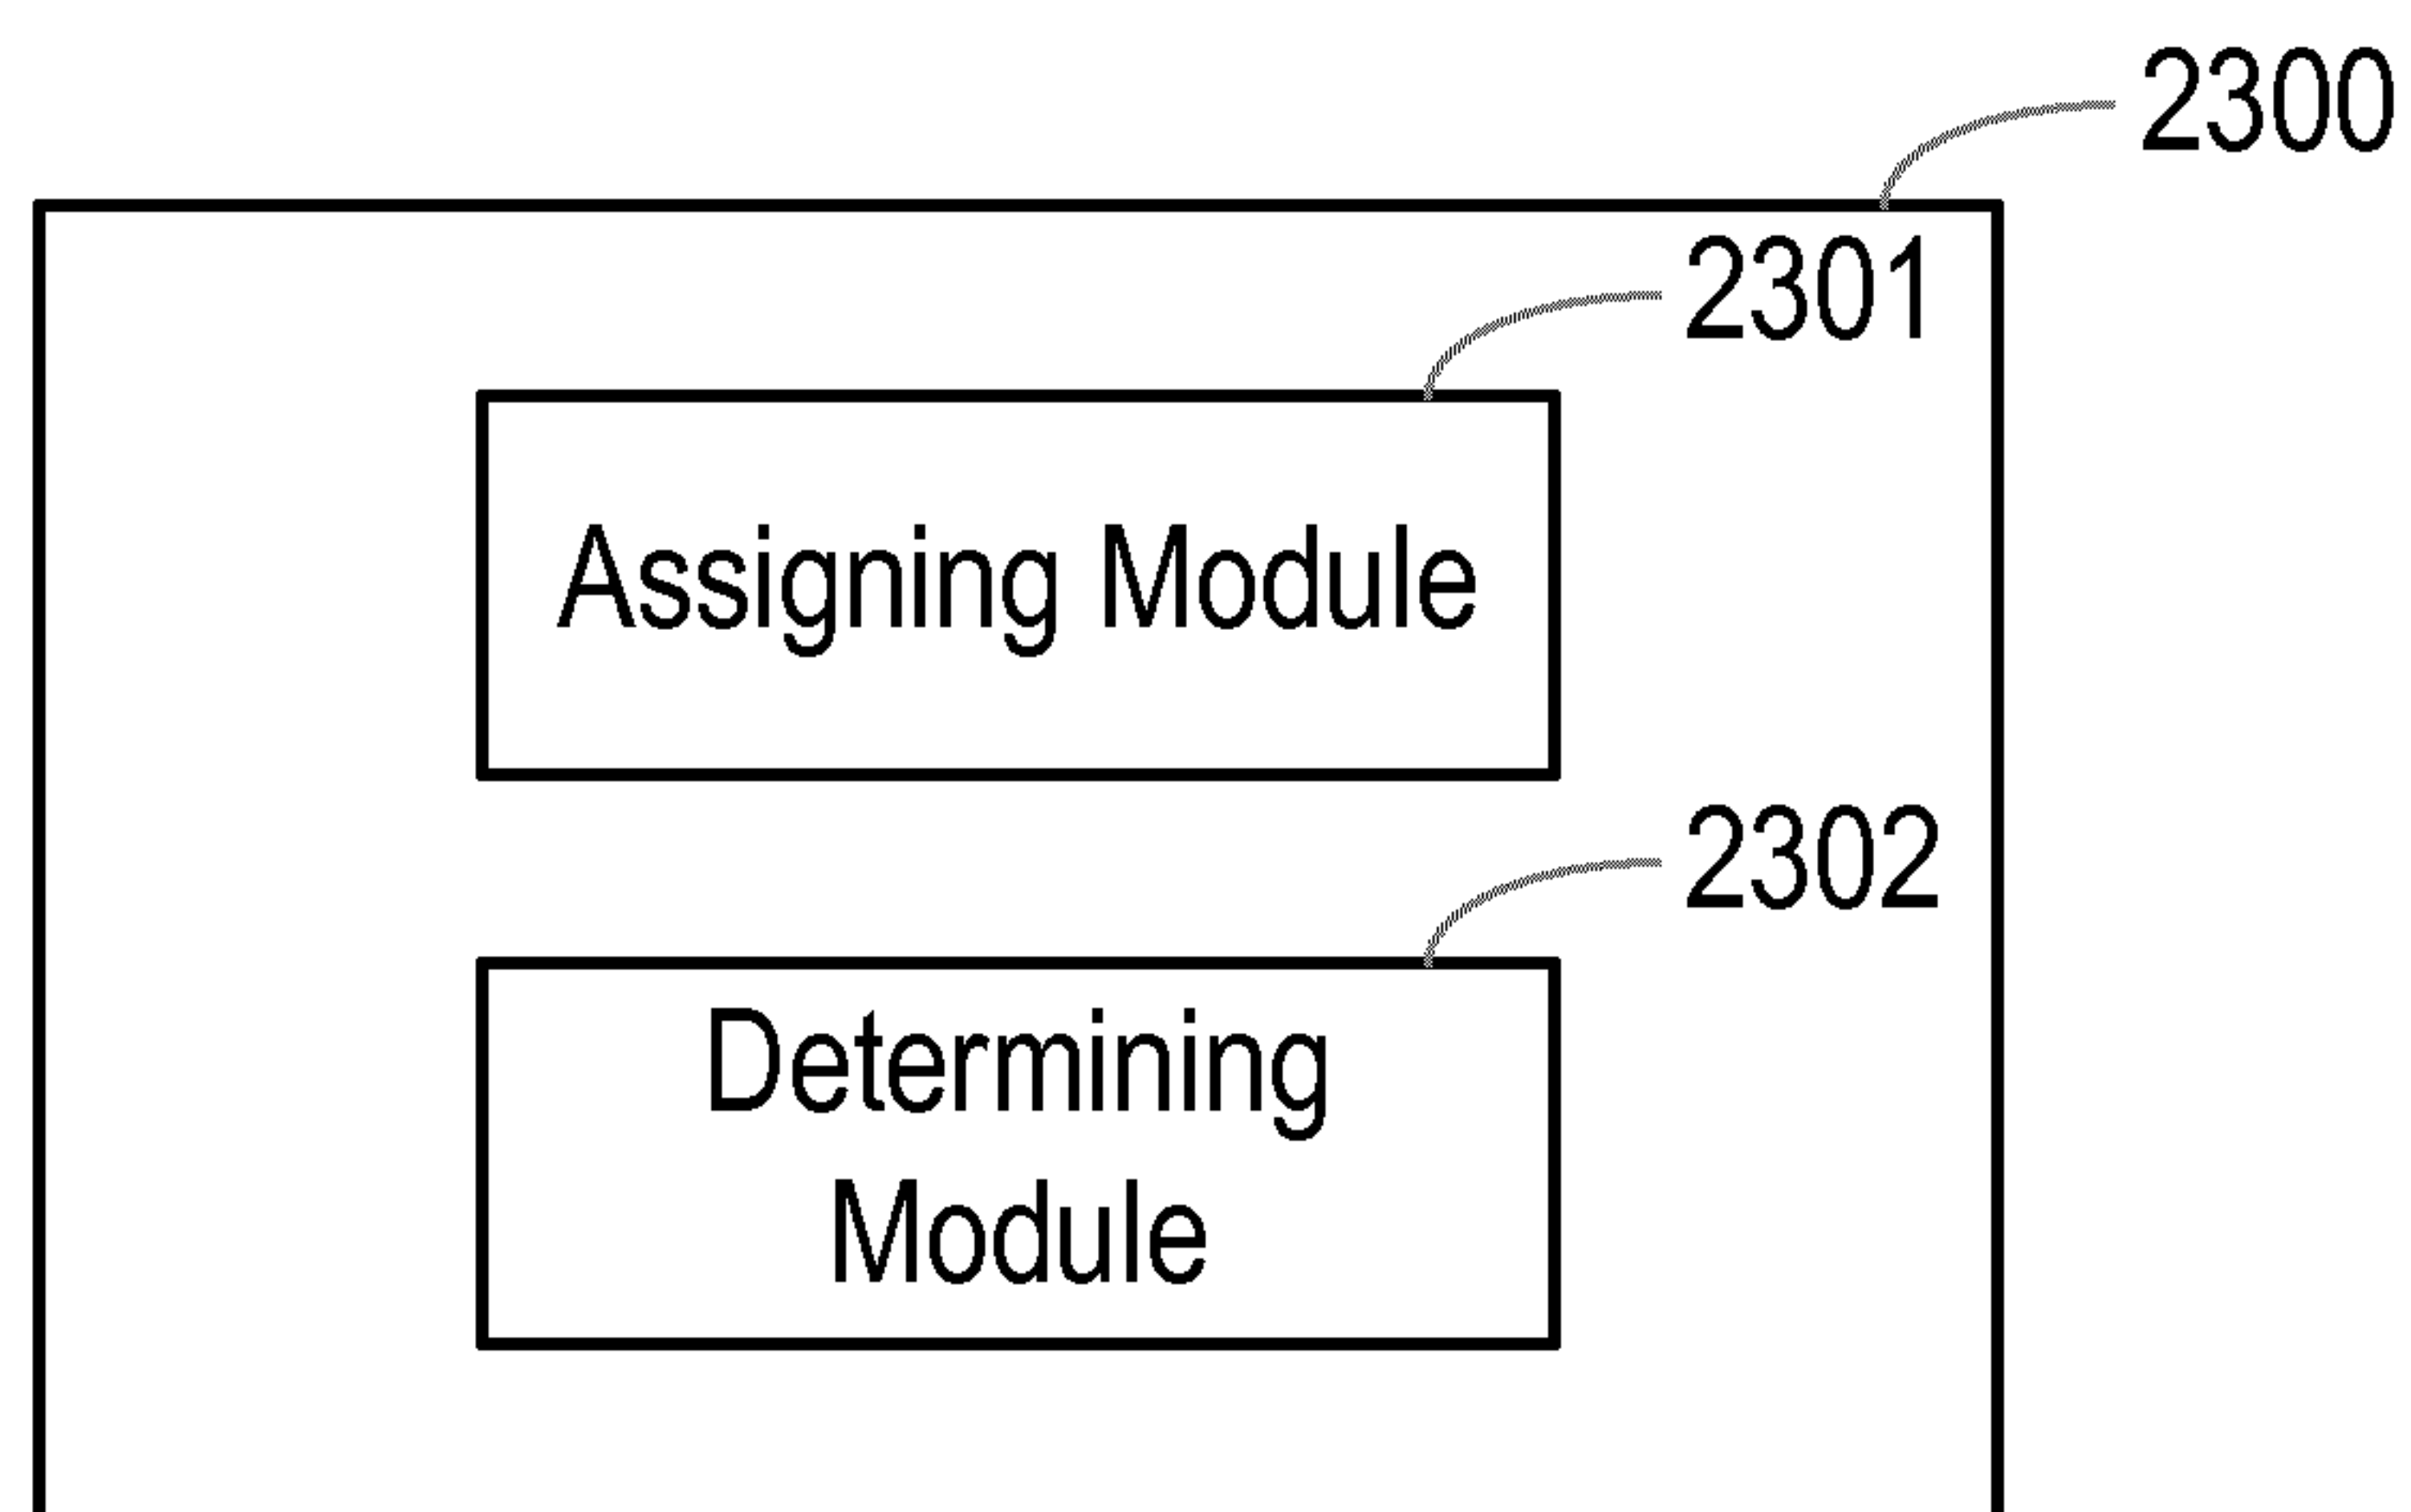 2300
2301
Assigning Module
2302
Determining
Module